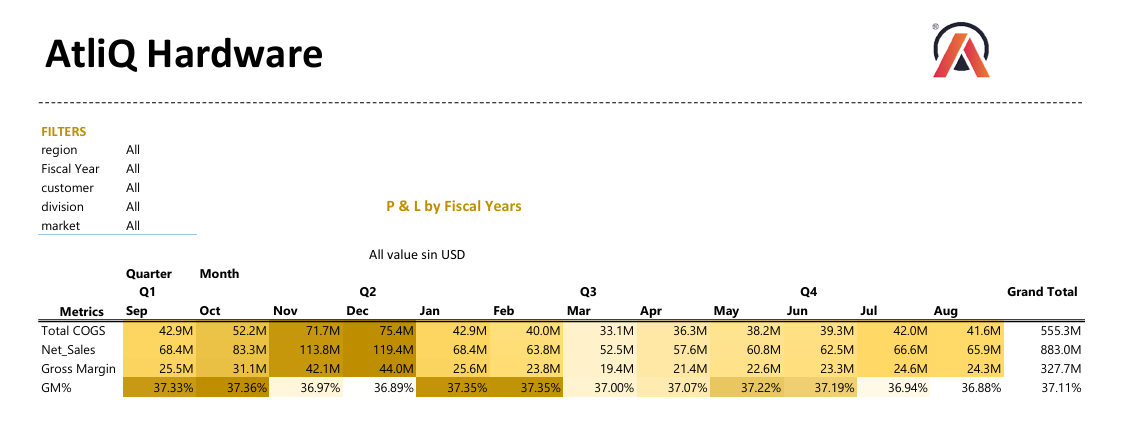 AtliQ Hardware
®
FILTERS
region All
Fiscal Year All
customer All
division All
P & L by Fiscal Years
market All
All value sin USD
Quarter Month
Q1 Q2 Q3 Q4 Grand Total
Metrics Sep Oct Nov Dec Jan Feb Mar Apr May Jun Jul Aug
Total COGS 42.9M 52.2M 71.7M 75.4M 42.9M 40.0M 33.1M 36.3M 38.2M 39.3M 42.0M 41.6M 555.3M
Net_Sales 68.4M 83.3M 113.8M 119.4M 68.4M 63.8M 52.5M 57.6M 60.8M 62.5M 66.6M 65.9M 883.0M
Gross Margin 25.5M 31.1M 42.1M 44.0M 25.6M 23.8M 19.4M 21.4M 22.6M 23.3M 24.6M 24.3M 327.7M
GM% 37.33% 37.36% 36.97% 36.89% 37.35% 37.35% 37.00% 37.07% 37.22% 37.19% 36.94% 36.88% 37.11%